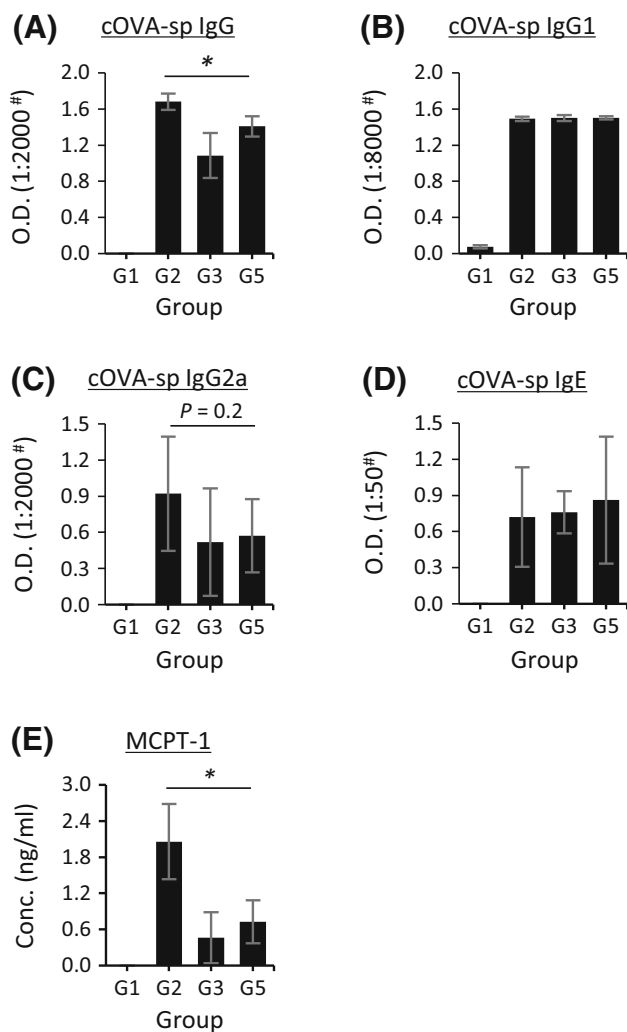 (A) cOVA-sp IgG
*
2.0
1.6
1.2
0.8
0.4
0.0
O.D. (1:2000#)
G1 G2 G3 G5
Group
(B) cOVA-sp IgG1
2.0
1.6
1.2
0.8
0.4
0.0
O.D. (1:8000#)
G1 G2 G3 G5
Group
(C) cOVA-sp IgG2a
P = 0.2
1.5
1.2
0.9
0.6
0.3
0.0
O.D. (1:2000#)
G1 G2 G3 G5
Group
(D) cOVA-sp IgE
1.5
1.2
0.9
0.6
0.3
0.0
O.D. (1:50#)
G1 G2 G3 G5
Group
(E) MCPT-1
*
3.0
2.4
1.8
1.2
0.6
0.0
Conc. (ng/ml)
G1 G2 G3 G5
Group